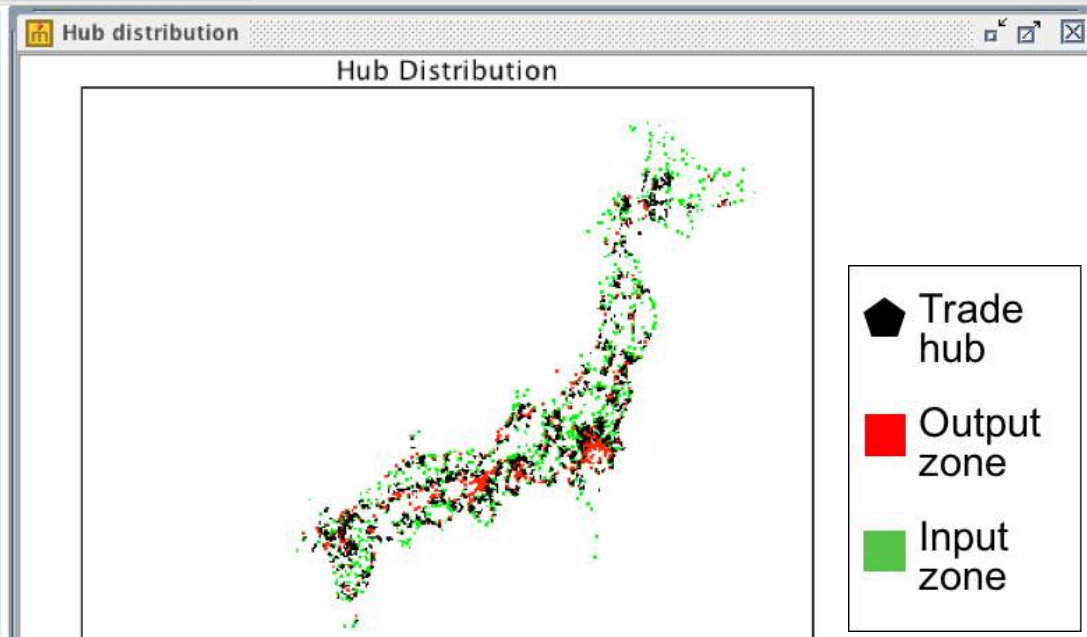 Hub distribution
Hub Distribution
Trade
hub
Output
zone
Input
zone